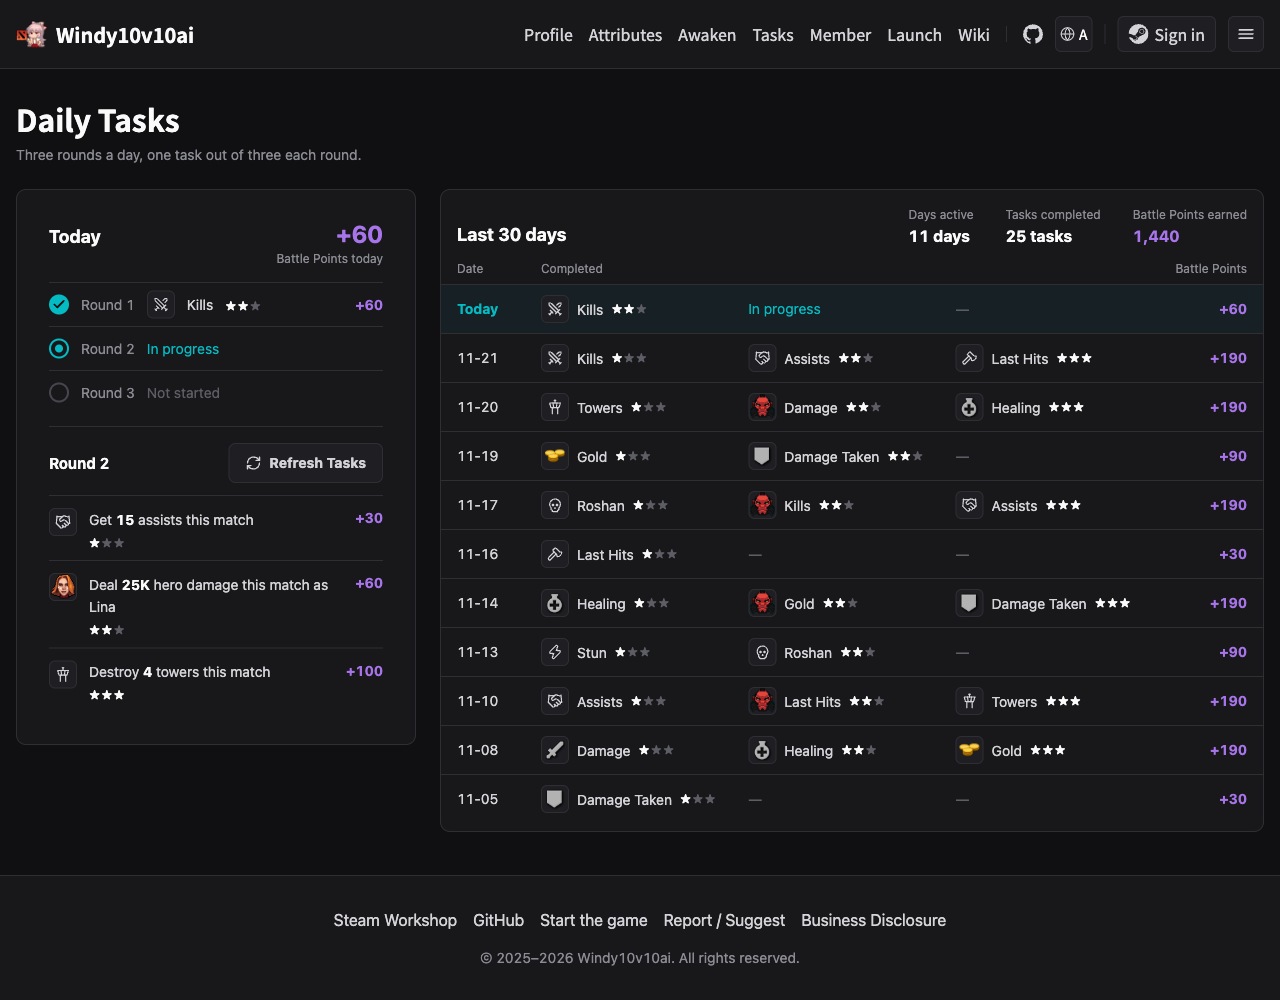 Windy10v10ai
Profile Attributes Awaken Tasks Member Launch Wiki A Sign in
Daily Tasks
Three rounds a day, one task out of three each round.
Today +60
Battle Points today
Round 1 Kills +60
Round 2 In progress
Round 3 Not started
Round 2 Refresh Tasks
Get 15 assists this match +30
Deal 25K hero damage this match as +60
Lina
Destroy 4 towers this match +100
Last 30 days
Days active Tasks completed Battle Points earned
11 days 25 tasks 1,440
Date Completed Battle Points
Today Kills In progress — +60
11-21 Kills Assists Last Hits +190
11-20 Towers Damage Healing +190
11-19 Gold Damage Taken — +90
11-17 Roshan Kills Assists +190
11-16 Last Hits — — +30
11-14 Healing Gold Damage Taken +190
11-13 Stun Roshan — +90
11-10 Assists Last Hits Towers +190
11-08 Damage Healing Gold +190
11-05 Damage Taken — — +30
Steam Workshop GitHub Start the game Report / Suggest Business Disclosure
© 2025–2026 Windy10v10ai. All rights reserved.